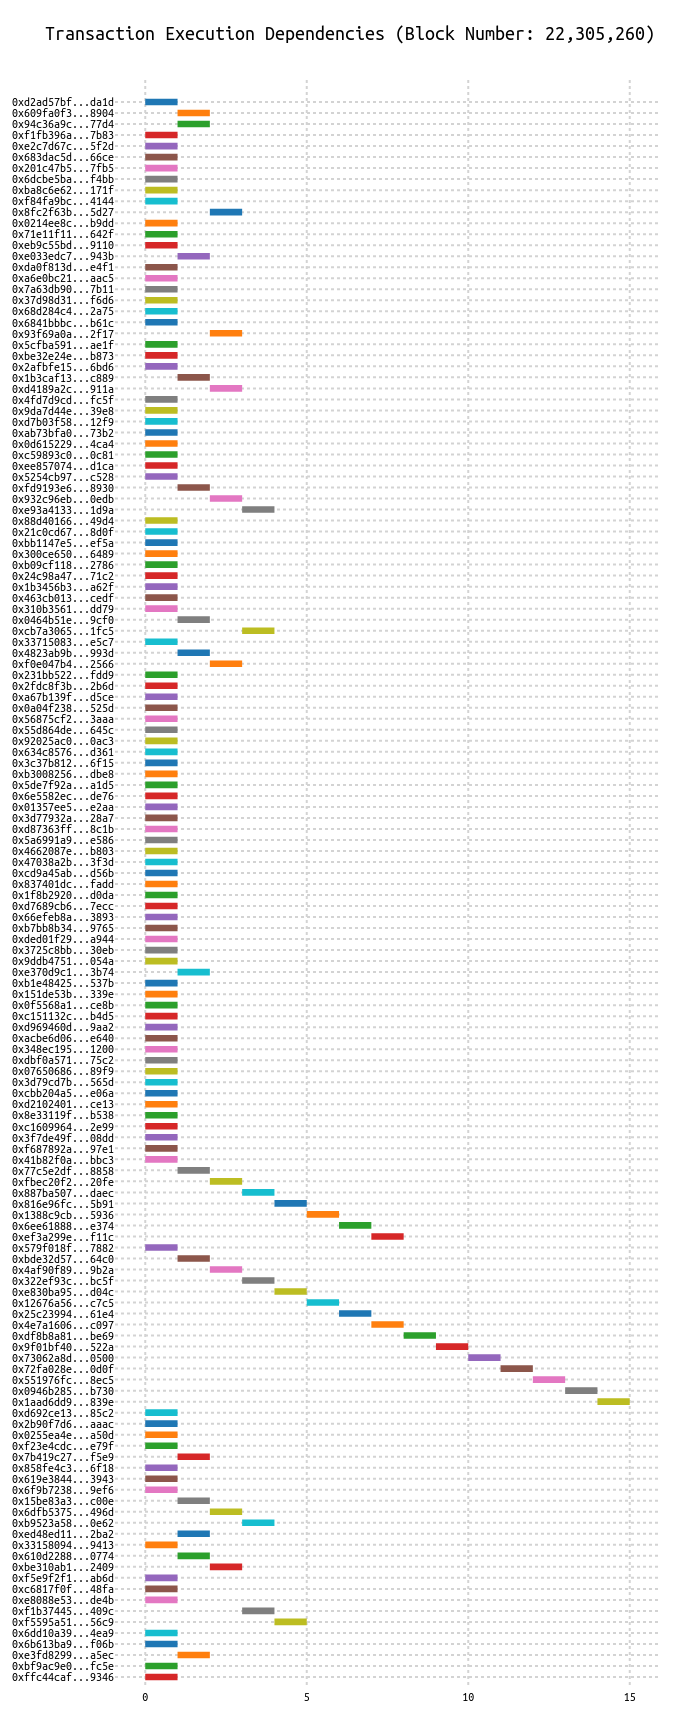 Transaction Execution Dependencies (Block Number: 22,305,260)
0xd2ad57bf...da1d
0x609fa0f3...8904
0x94c36a9c...77d4
0xf1fb396a...7b83
0xe2c7d67c...5f2d
0x683dac5d...66ce
0x201c47b5...7fb5
0x6dcbe5ba...f4bb
0xba8c6e62...171f
0xf84fa9bc...4144
0x8fc2f63b...5d27
0x0214ee8c...b9dd
0x71e11f11...642f
0xeb9c55bd...9110
0xe033edc7...943b
0xda0f813d...e4f1
0xa6e0bc21...aac5
0x7a63db90...7b11
0x37d98d31...f6d6
0x68d284c4...2a75
0x6841bbbc...b61c
0x93f69a0a...2f17
0x5cfba591...ae1f
0xbe32e24e...b873
0x2afbfe15...6bd6
0x1b3caf13...c889
0xd4189a2c...911a
0x4fd7d9cd...fc5f
0x9da7d44e...39e8
0xd7b03f58...12f9
0xab73bfa0...73b2
0x0d615229...4ca4
0xc59893c0...0c81
0xee857074...d1ca
0x5254cb97...c528
0xfd9193e6...8930
0x932c96eb...0edb
0xe93a4133...1d9a
0x88d40166...49d4
0x21c0cd67...8d0f
0xbb1147e5...ef5a
0x300ce650...6489
0xb09cf118...2786
0x24c98a47...71c2
0x1b3456b3...a62f
0x463cb013...cedf
0x310b3561...dd79
0x0464b51e...9cf0
0xcb7a3065...1fc5
0x33715083...e5c7
0x4823ab9b...993d
0xf0e047b4...2566
0x231bb522...fdd9
0x2fdc8f3b...2b6d
0xa67b139f...d5ce
0x0a04f238...525d
0x56875cf2...3aaa
0x55d864de...645c
0x92025ac0...0ac3
0x634c8576...d361
0x3c37b812...6f15
0xb3008256...dbe8
0x5de7f92a...a1d5
0x6e5582ec...de76
0x01357ee5...e2aa
0x3d77932a...28a7
0xd87363ff...8c1b
0x5a6991a9...e586
0x4662087e...b803
0x47038a2b...3f3d
0xcd9a45ab...d56b
0x837401dc...fadd
0x1f8b2920...d0da
0xd7689cb6...7ecc
0x66efeb8a...3893
0xb7bb8b34...9765
0xded01f29...a944
0x3725c8bb...30eb
0x9ddb4751...054a
0xe370d9c1...3b74
0xb1e48425...537b
0x151de53b...339e
0x0f5568a1...ce8b
0xc151132c...b4d5
0xd969460d...9aa2
0xacbe6d06...e640
0x348ec195...1200
0xdbf0a571...75c2
0x07650686...89f9
0x3d79cd7b...565d
0xcbb204a5...e06a
0xd2102401...ce13
0x8e33119f...b538
0xc1609964...2e99
0x3f7de49f...08dd
0xf687892a...97e1
0x41b82f0a...bbc3
0x77c5e2df...8858
0xfbec20f2...20fe
0x887ba507...daec
0x816e96fc...5b91
0x1388c9cb...5936
0x6ee61888...e374
0xef3a299e...f11c
0x579f018f...7882
0xbde32d57...64c0
0x4af90f89...9b2a
0x322ef93c...bc5f
0xe830ba95...d04c
0x12676a56...c7c5
0x25c23994...61e4
0x4e7a1606...c097
0xdf8b8a81...be69
0x9f01bf40...522a
0x73062a8d...0500
0x72fa028e...0d0f
0x551976fc...8ec5
0x0946b285...b730
0x1aad6dd9...839e
0xd692ce13...85c2
0x2b90f7d6...aaac
0x0255ea4e...a50d
0xf23e4cdc...e79f
0x7b419c27...f5e9
0x858fe4c3...6f18
0x619e3844...3943
0x6f9b7238...9ef6
0x15be83a3...c00e
0x6dfb5375...496d
0xb9523a58...0e62
0xed48ed11...2ba2
0x33158094...9413
0x610d2288...0774
0xbe310ab1...2409
0xf5e9f2f1...ab6d
0xc6817f0f...48fa
0xe8088e53...de4b
0xf1b37445...409c
0xf5595a51...56c9
0x6dd10a39...4ea9
0x6b613ba9...f06b
0xe3fd8299...a5ec
0xbf9ac9e0...fc5e
0xffc44caf...9346
0 5 10 15